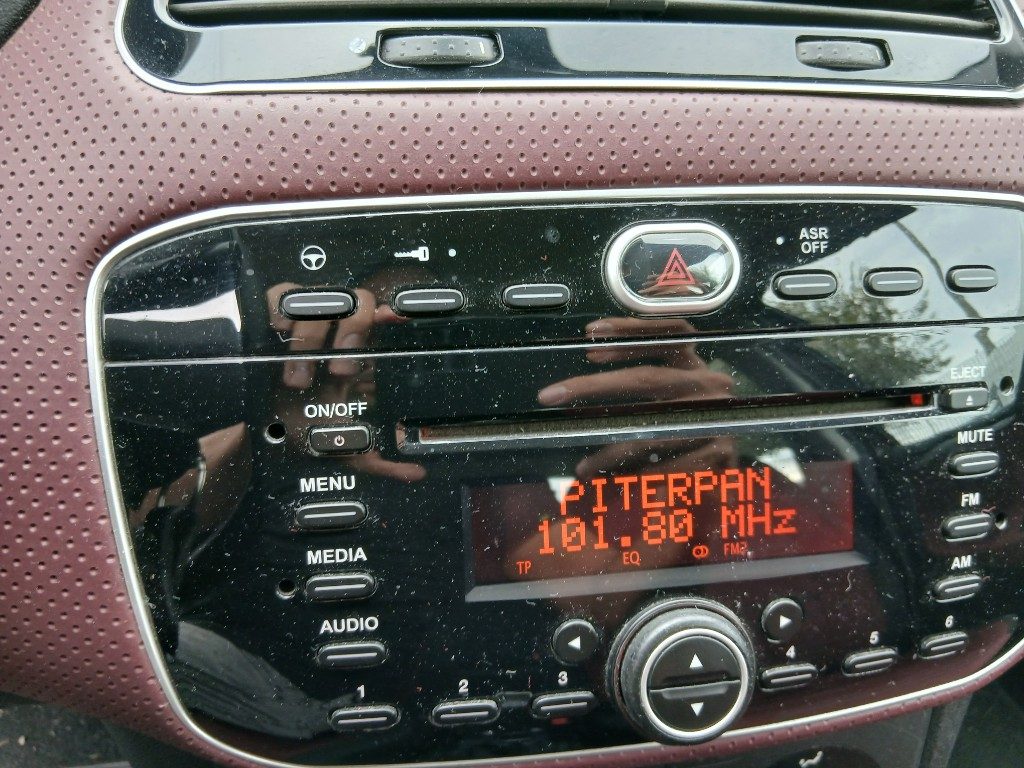 ASR
OFF
EJECT
ON/OFF
MUTE
MENU
PITERPAN
101.80 MHz
FM
TP EQ FM2
MEDIA
AM
AUDIO
1 2 3 4 5 6